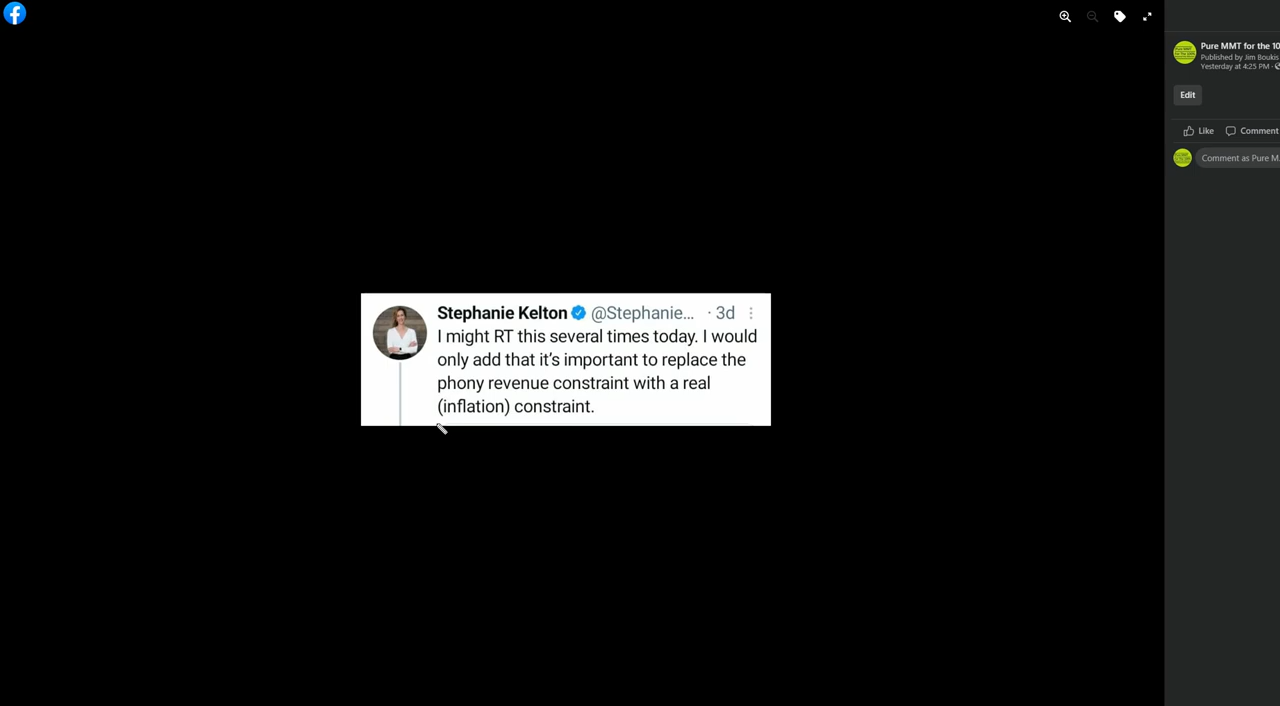 Stephanie Kelton @Stephanie... · 3d
I might RT this several times today. I would
only add that it's important to replace the
phony revenue constraint with a real
(inflation) constraint.
Pure MMT for the 10
Published by Jim Boukis
Yesterday at 4:25 PM ·
Edit
Like Comment
Comment as Pure M...